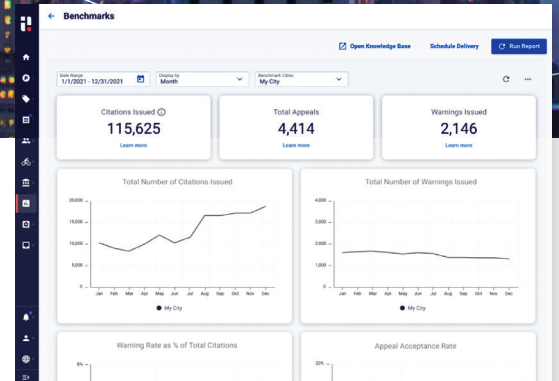 Benchmarks
Open Knowledge Base
Schedule Delivery
Run Report
Date Range
1/1/2021 - 12/31/2021
Display by
Month
Benchmark Cities
My City
Citations Issued
115,625
Learn more
Total Appeals
4,414
Learn more
Warnings Issued
2,146
Learn more
Total Number of Citations Issued
20,000
15,000
10,000
5,000
0
Jan Feb Mar Apr May Jun Jul Aug Sep Oct Nov Dec
My City
Total Number of Warnings Issued
4,000
3,000
2,000
1,000
0
Jan Feb Mar Apr May Jun Jul Aug Sep Oct Nov Dec
My City
Warning Rate as % of Total Citations
8%
Appeal Acceptance Rate
20%